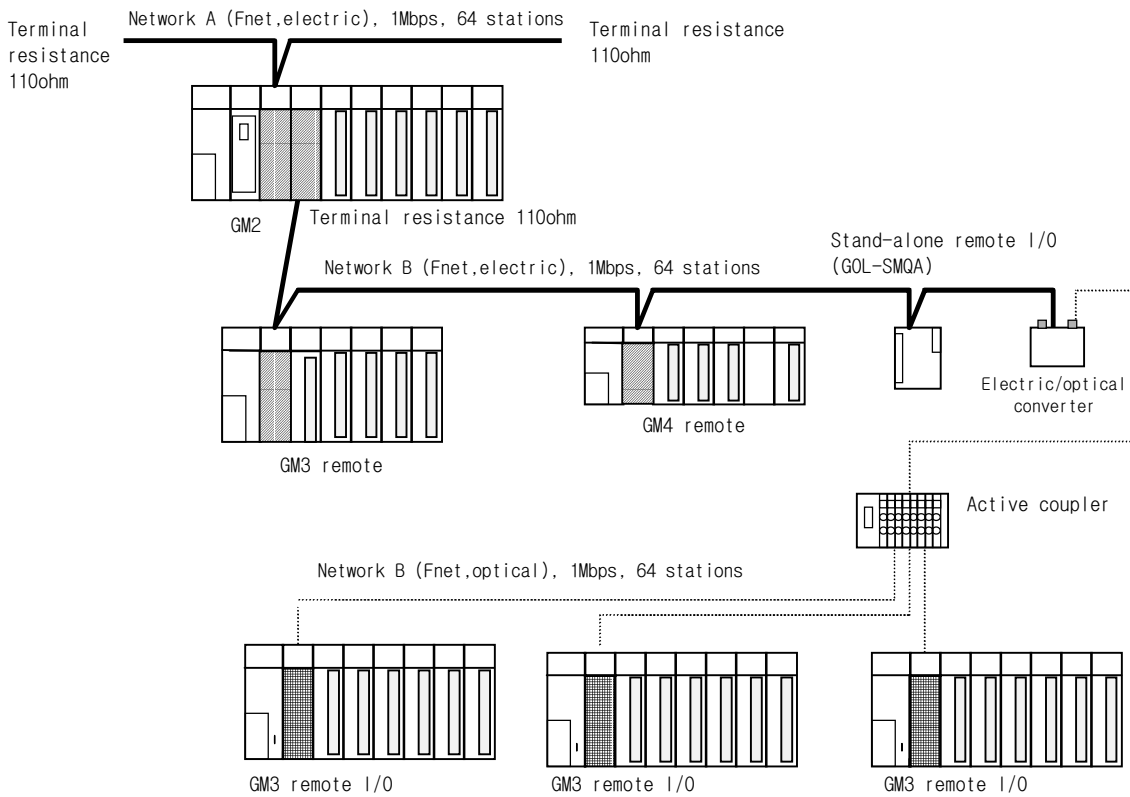 Network A (Fnet,electric), 1Mbps, 64 stations
Terminal
resistance
110ohm
Terminal resistance
110ohm
GM2
Terminal resistance 110ohm
Network B (Fnet,electric), 1Mbps, 64 stations
Stand-alone remote I/O
(GOL-SMQA)
Electric/optical
converter
GM4 remote
GM3 remote
Active coupler
Network B (Fnet,optical), 1Mbps, 64 stations
GM3 remote I/O
GM3 remote I/O
GM3 remote I/O